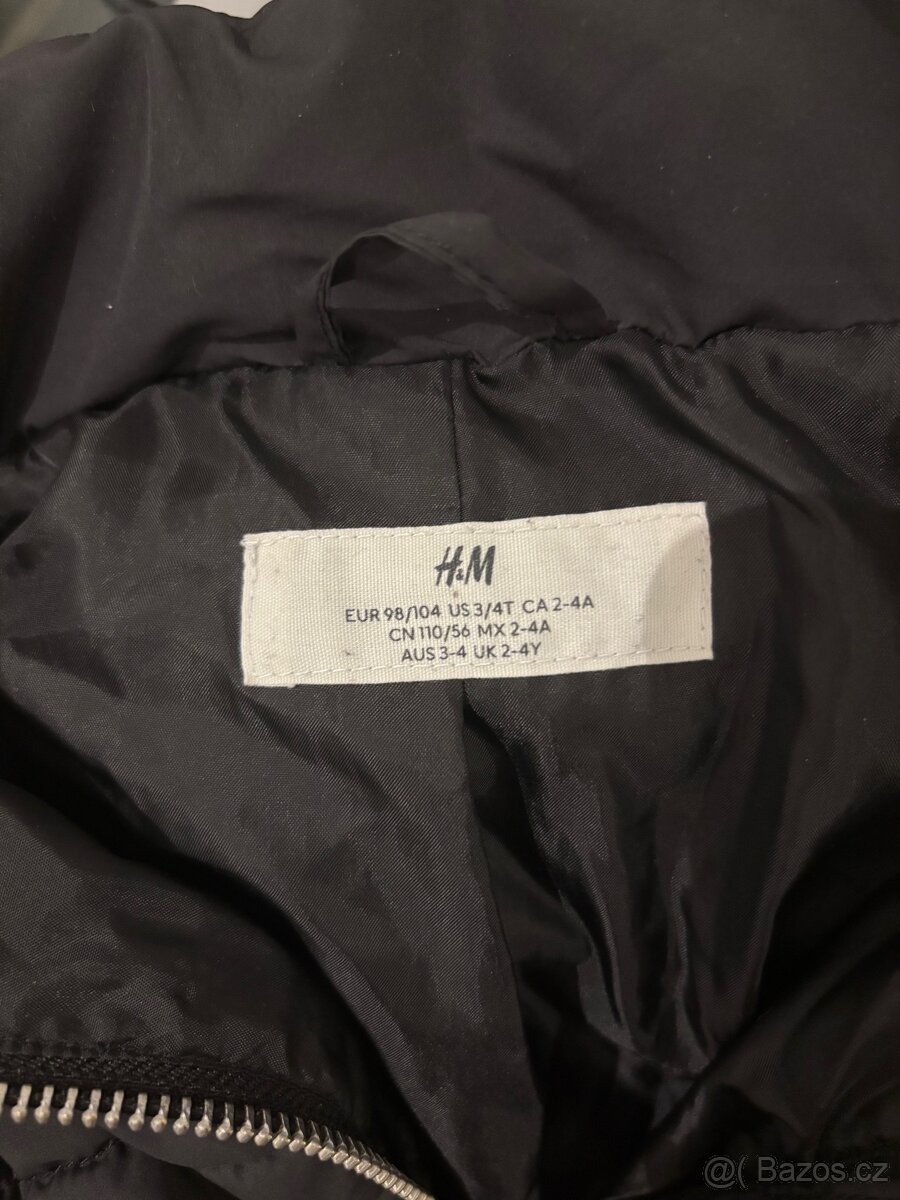 H&M
EUR 98/104 US 3/4T CA 2-4A
CN 110/56 MX 2-4A
AUS 3-4 UK 2-4Y
@( Bazos.cz